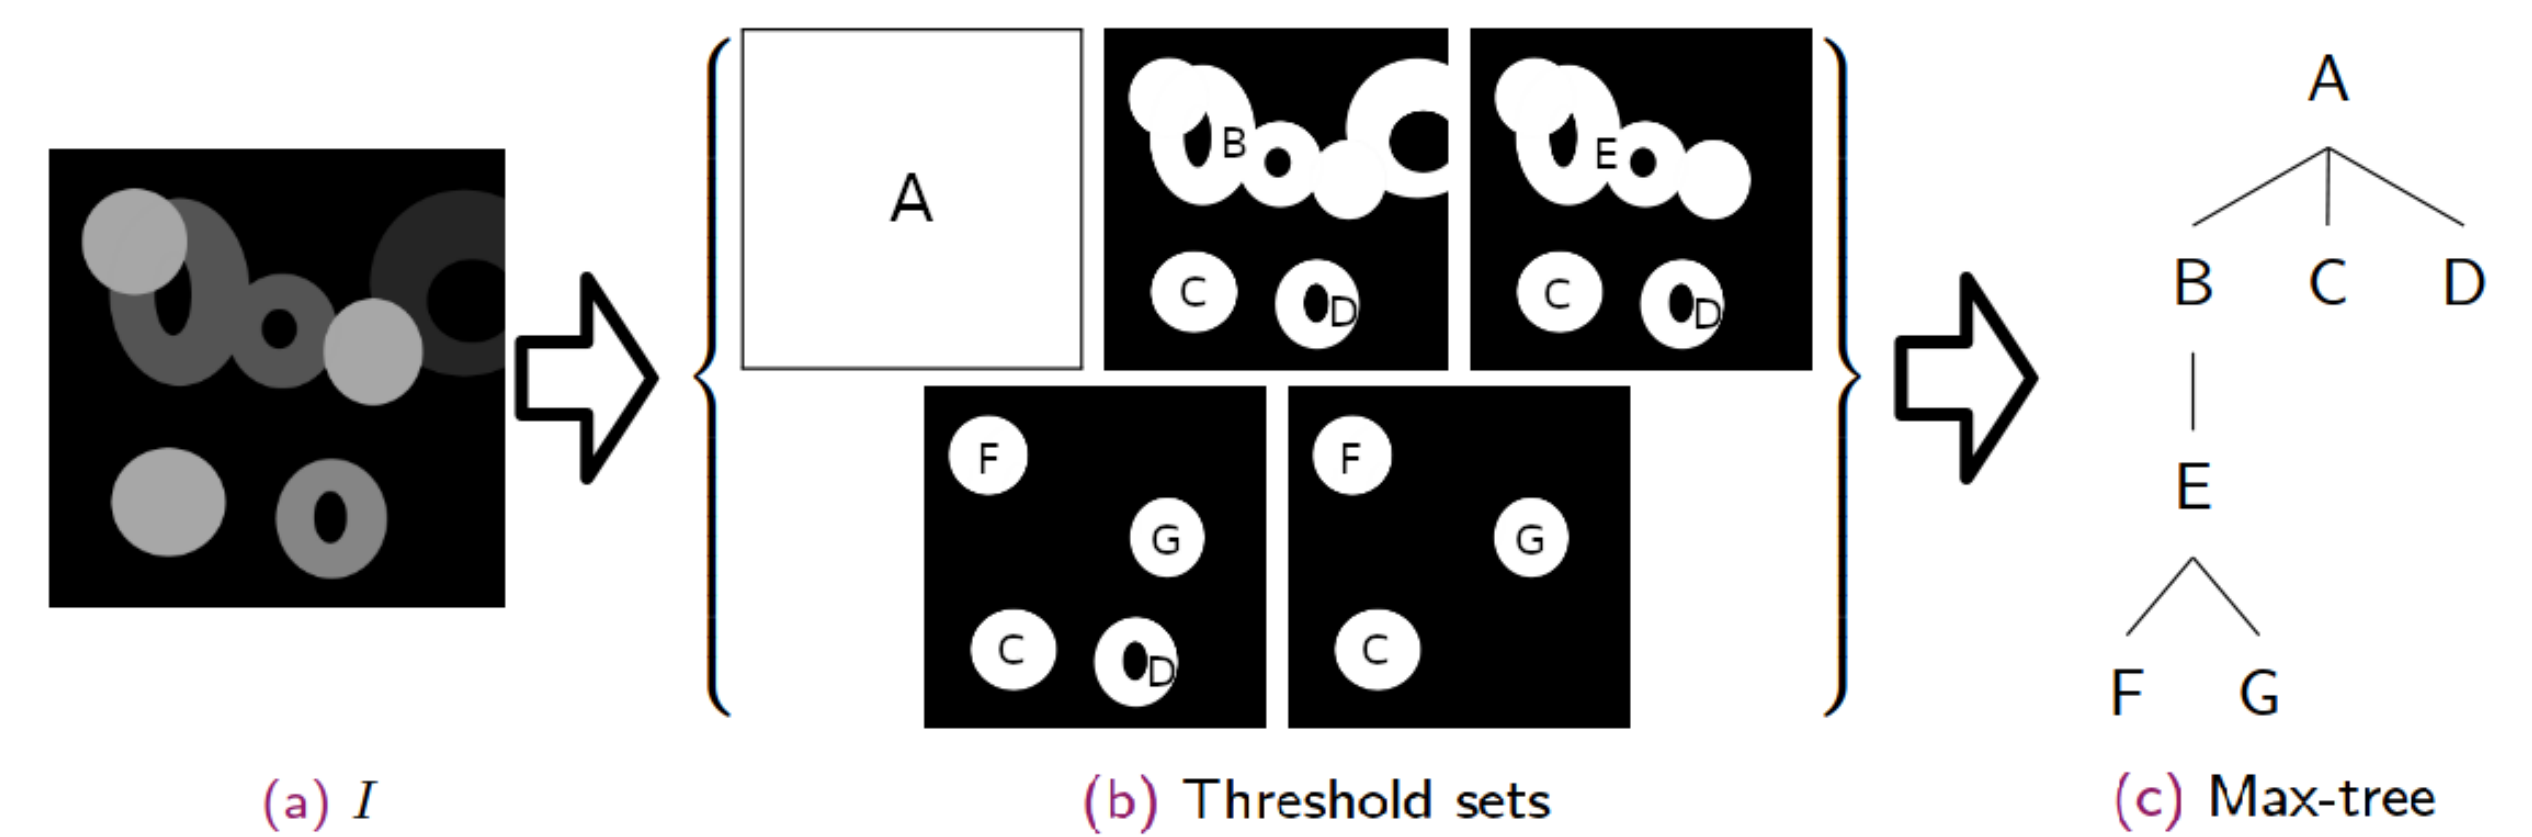 A
B
C
D
E
C
D
F
G
C
D
F
G
C
A
B C D
E
F G
(a) I
(b) Threshold sets
(c) Max-tree